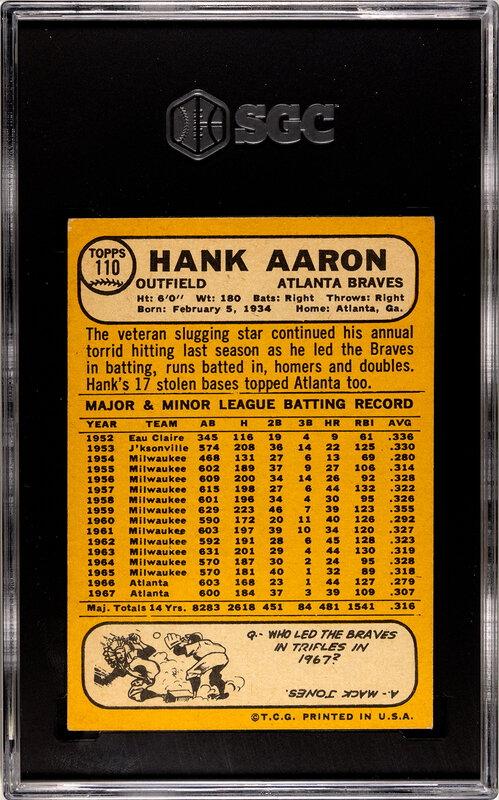 SGC
TOPPS
110
HANK AARON
OUTFIELD ATLANTA BRAVES
Ht: 6'0" Wt: 180 Bats: Right Throws: Right
Born: February 5, 1934 Home: Atlanta, Ga.
The veteran slugging star continued his annual
torrid hitting last season as he led the Braves
in batting, runs batted in, homers and doubles.
Hank's 17 stolen bases topped Atlanta too.
MAJOR & MINOR LEAGUE BATTING RECORD
YEAR TEAM AB H 2B 3B HR RBI AVG
1952 Eau Claire 345 116 19 4 9 61 .336
1953 J'ksonville 574 208 36 14 22 125 .330
1954 Milwaukee 468 131 27 6 13 69 .280
1955 Milwaukee 602 189 37 9 27 106 .314
1956 Milwaukee 609 200 34 14 26 92 .328
1957 Milwaukee 615 198 27 6 44 132 .322
1958 Milwaukee 601 196 34 4 30 95 .326
1959 Milwaukee 629 223 46 7 39 123 .355
1960 Milwaukee 590 172 20 11 40 126 .292
1961 Milwaukee 603 197 39 10 34 120 .327
1962 Milwaukee 592 191 28 6 45 128 .323
1963 Milwaukee 631 201 29 4 44 130 .319
1964 Milwaukee 570 187 30 2 24 95 .328
1965 Milwaukee 570 181 40 1 32 89 .318
1966 Atlanta 603 168 23 1 44 127 .279
1967 Atlanta 600 184 37 3 39 109 .307
Maj. Totals 14 Yrs. 8283 2618 451 84 481 1541 .316
Q.- WHO LED THE BRAVES
IN TRIPLES IN
1967?
A.- MACK JONES.
©T.C.G. PRINTED IN U.S.A.